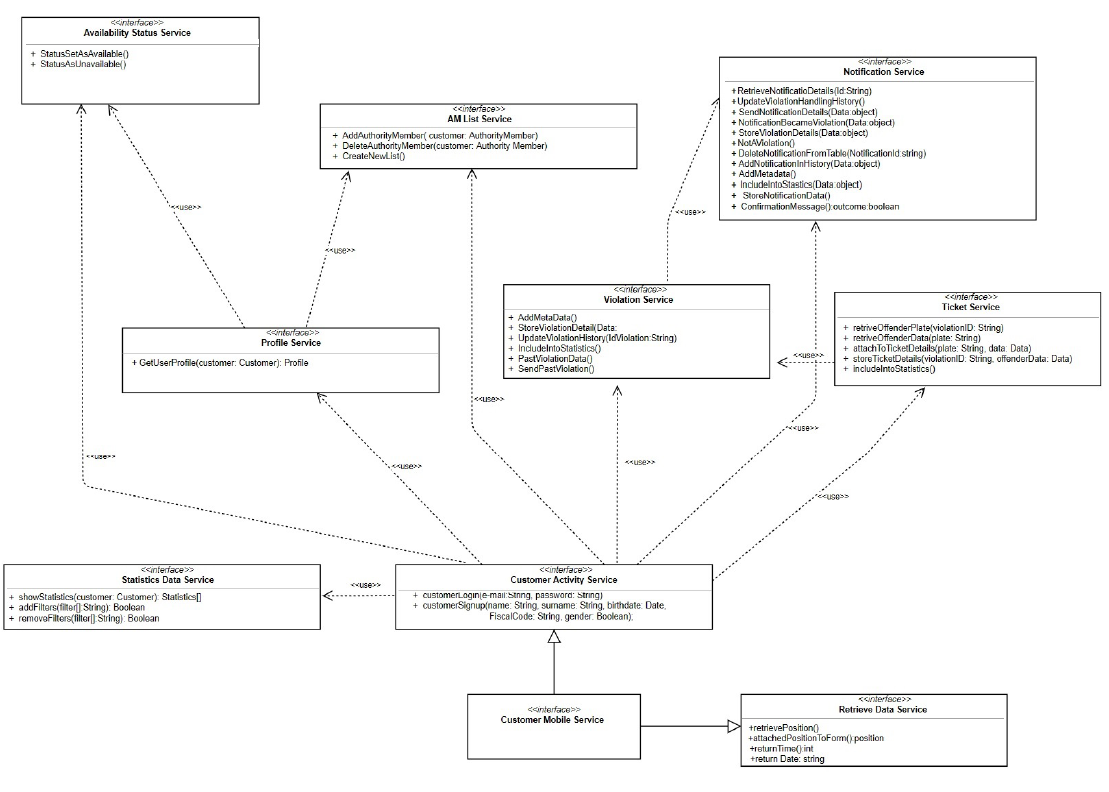 <<interface>>
Availability Status Service
+ StatusSetAsAvailable()
+ StatusAsUnavailable()
<<interface>>
Notification Service
+RetrieveNotificatioDetails(Id:String)
+UpdateViolationHandlingHistory()
+ SendNotificationDetails(Data:object)
+NotificationBecameViolation(Data:object)
+StoreViolationDetails(Data:object)
+NotAViolation()
+DeleteNotificationFromTable(NotificationId:string)
+AddNotificationInHistory(Data:object)
+AddMetadata()
+ IncludeIntoStastics(Data:object)
+ StoreNotificationData()
+ ConfirmationMessage():outcome:boolean
<<interface>>
AM List Service
+ AddAuthorityMember( customer: AuthorityMember)
+ DeleteAuthorityMember(customer: Authority Member)
+ CreateNewList()
<<use>>
<<use>>
<<use>>
<<interface>>
Violation Service
+ AddMetaData()
+ StoreViolationDetail(Data:
+ UpdateViolationHistory(IdViolation:String)
+ IncludeIntoStatistics()
+ PastViolationData()
+ SendPastViolation()
<<interface>>
Ticket Service
+ retriveOffenderPlate(violationID: String)
+ retriveOffenderData(plate: String)
+ attachToTicketDetails(plate: String, data: Data)
+ storeTicketDetails(violationID: String, offenderData: Data)
+ includeIntoStatistics()
<<interface>>
Profile Service
+ GetUserProfile(customer: Customer): Profile
<<use>>
<<use>>
<<use>>
<<use>>
<<use>>
<<use>>
<<use>>
<<interface>>
Statistics Data Service
+ showStatistics(customer: Customer): Statistics[]
+ addFilters(filter[]:String): Boolean
+ removeFilters(filter[]:String): Boolean
<<use>>
<<interface>>
Customer Activity Service
+ customerLogin(e-mail:String, password: String)
+ customerSignup(name: String, surname: String, birthdate: Date,
FiscalCode: String, gender: Boolean);
<<interface>>
Customer Mobile Service
<<interface>>
Retrieve Data Service
+retrievePosition()
+attachedPositionToForm():position
+returnTime():int
+return Date: string